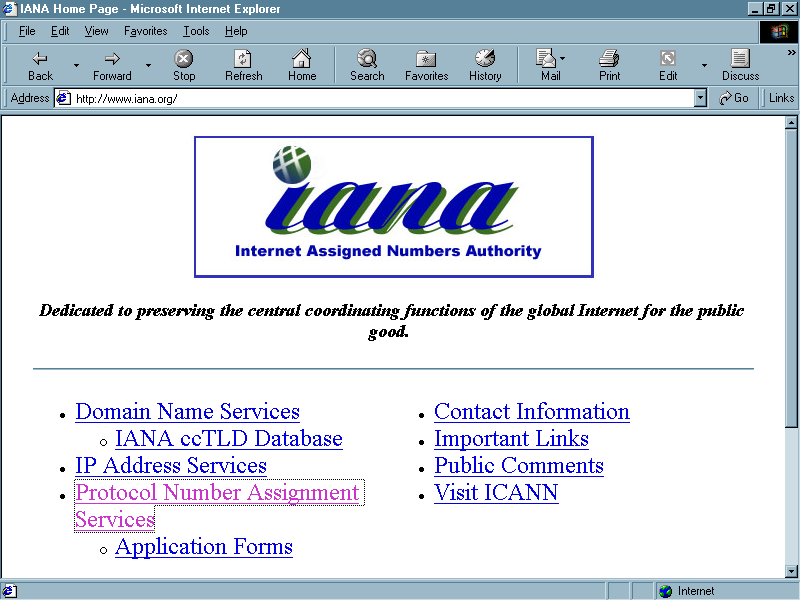 IANA Home Page - Microsoft Internet Explorer
File Edit View Favorites Tools Help
Back Forward Stop Refresh Home Search Favorites History Mail Print Edit Discuss »
Address http://www.iana.org/ Go Links
iana
Internet Assigned Numbers Authority
Dedicated to preserving the central coordinating functions of the global Internet for the public
good.
Domain Name Services
IANA ccTLD Database
IP Address Services
Protocol Number Assignment
Services
Application Forms
Contact Information
Important Links
Public Comments
Visit ICANN
Internet